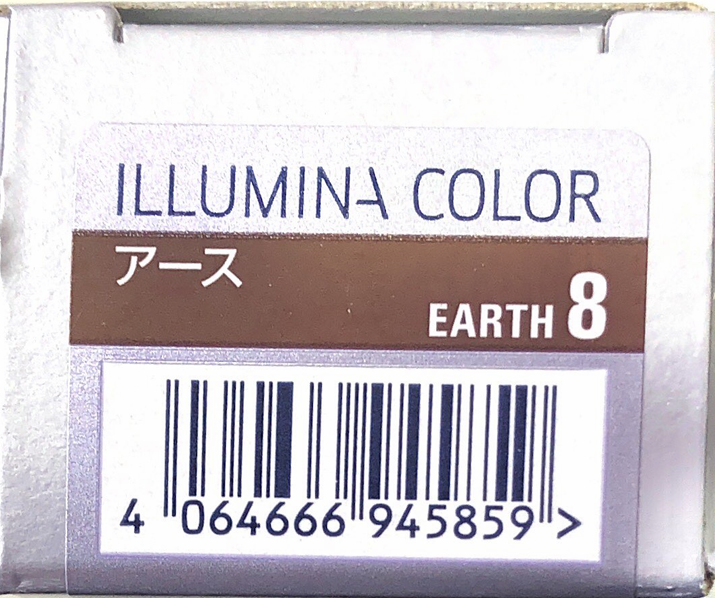 ILLUMINA COLOR
アース
EARTH 8
4 064666 945859 >